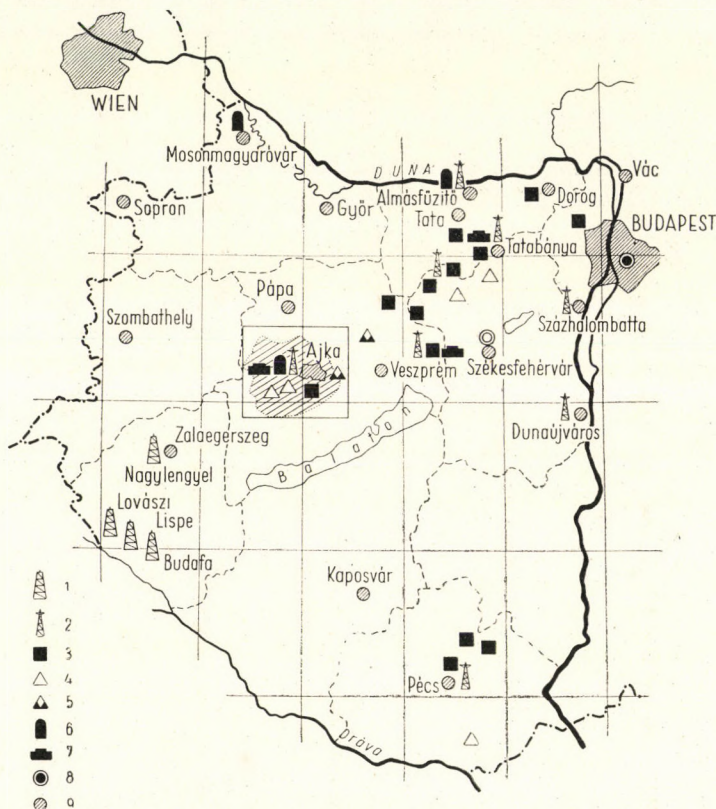 WIEN
Mosonmagyaróvár
DUNA
Vác
Sopron
Győr
Almásfüzitő
Tata
Dorog
BUDAPEST
Tatabánya
Pápa
Szombathely
Százhalombatta
Ajka
Veszprém
Székesfehérvár
Balaton
Dunaújváros
Zalaegerszeg
Nagylengyel
Lovászi
Lispe
Budafa
Kaposvár
Pécs
Dráva
1
2
3
4
5
6
7
8
9